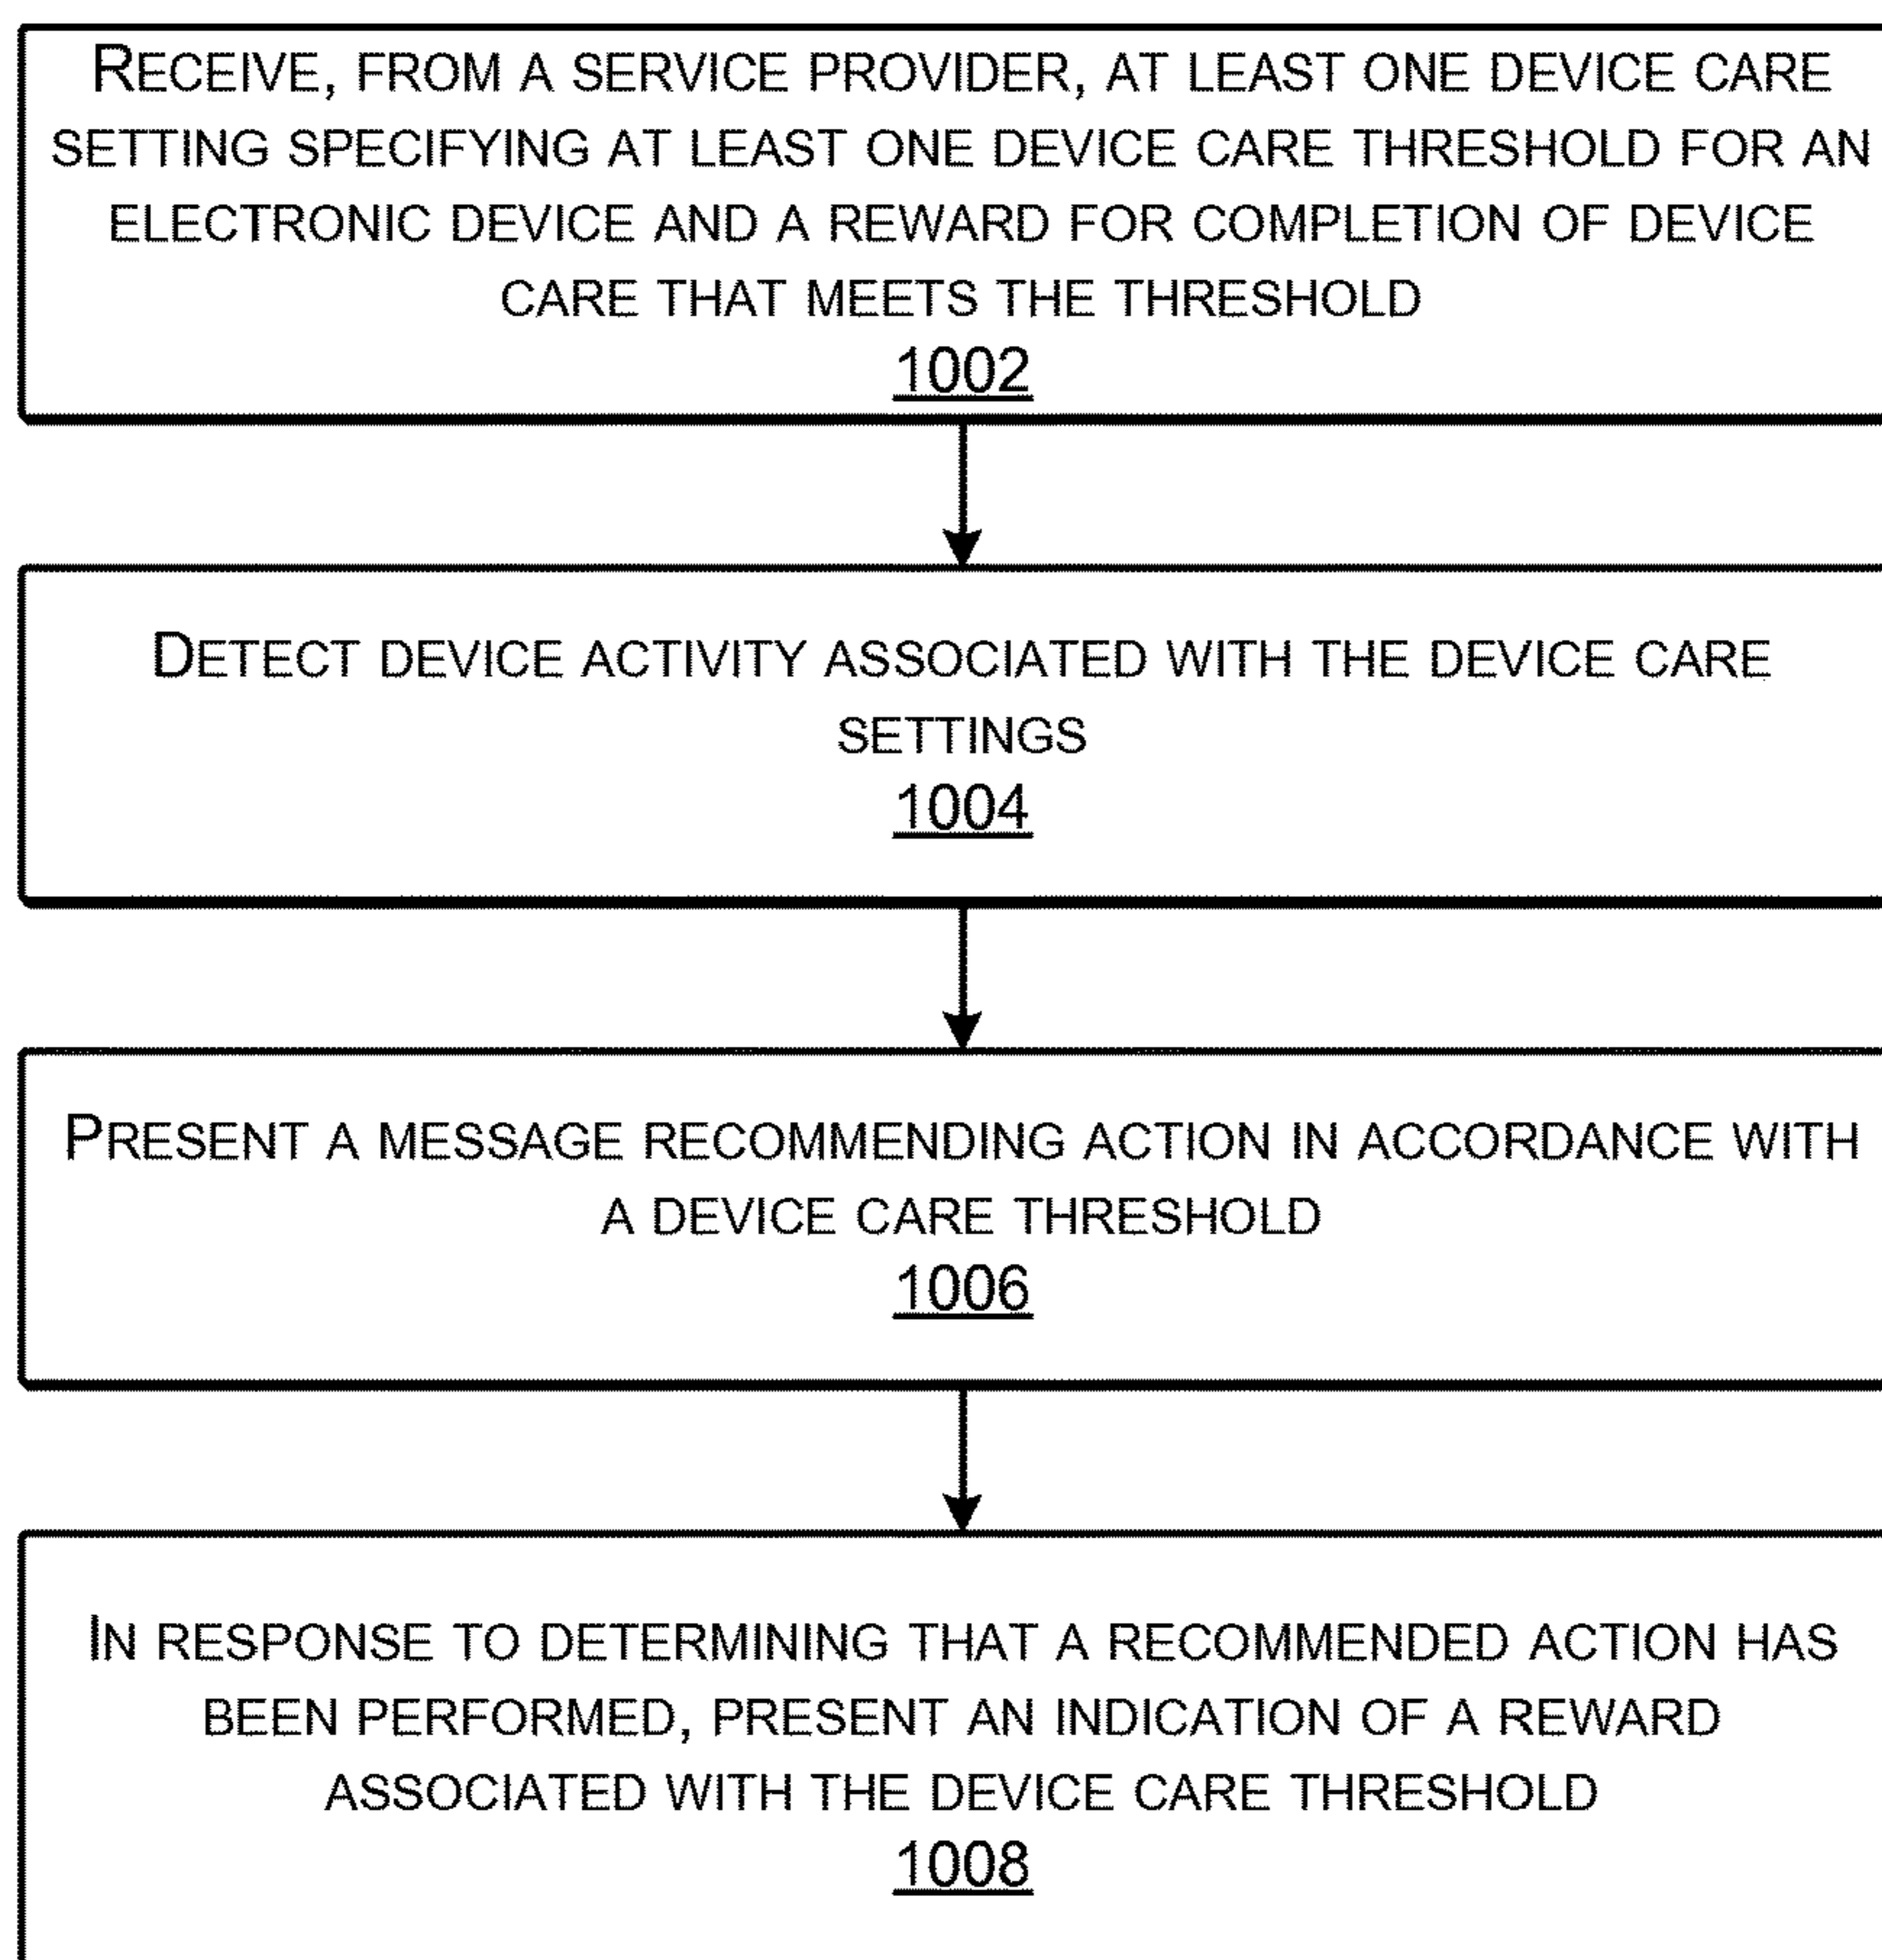 RECEIVE, FROM A SERVICE PROVIDER, AT LEAST ONE DEVICE CARE
SETTING SPECIFYING AT LEAST ONE DEVICE CARE THRESHOLD FOR AN
ELECTRONIC DEVICE AND A REWARD FOR COMPLETION OF DEVICE
CARE THAT MEETS THE THRESHOLD
1002
DETECT DEVICE ACTIVITY ASSOCIATED WITH THE DEVICE CARE
SETTINGS
1004
PRESENT A MESSAGE RECOMMENDING ACTION IN ACCORDANCE WITH
A DEVICE CARE THRESHOLD
1006
IN RESPONSE TO DETERMINING THAT A RECOMMENDED ACTION HAS
BEEN PERFORMED, PRESENT AN INDICATION OF A REWARD
ASSOCIATED WITH THE DEVICE CARE THRESHOLD
1008